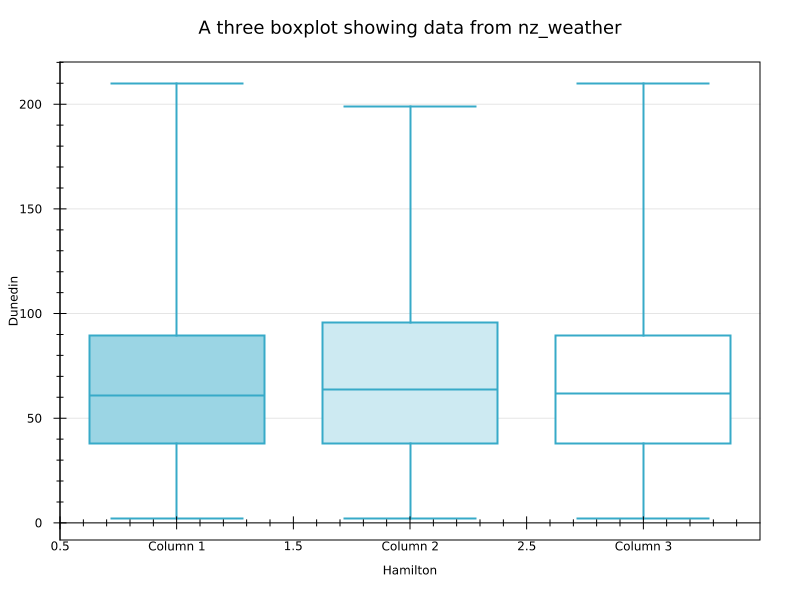 A three boxplot showing data from nz_weather
200
150
100
50
0
Dunedin
0.5 Column 1 1.5 Column 2 2.5 Column 3
Hamilton